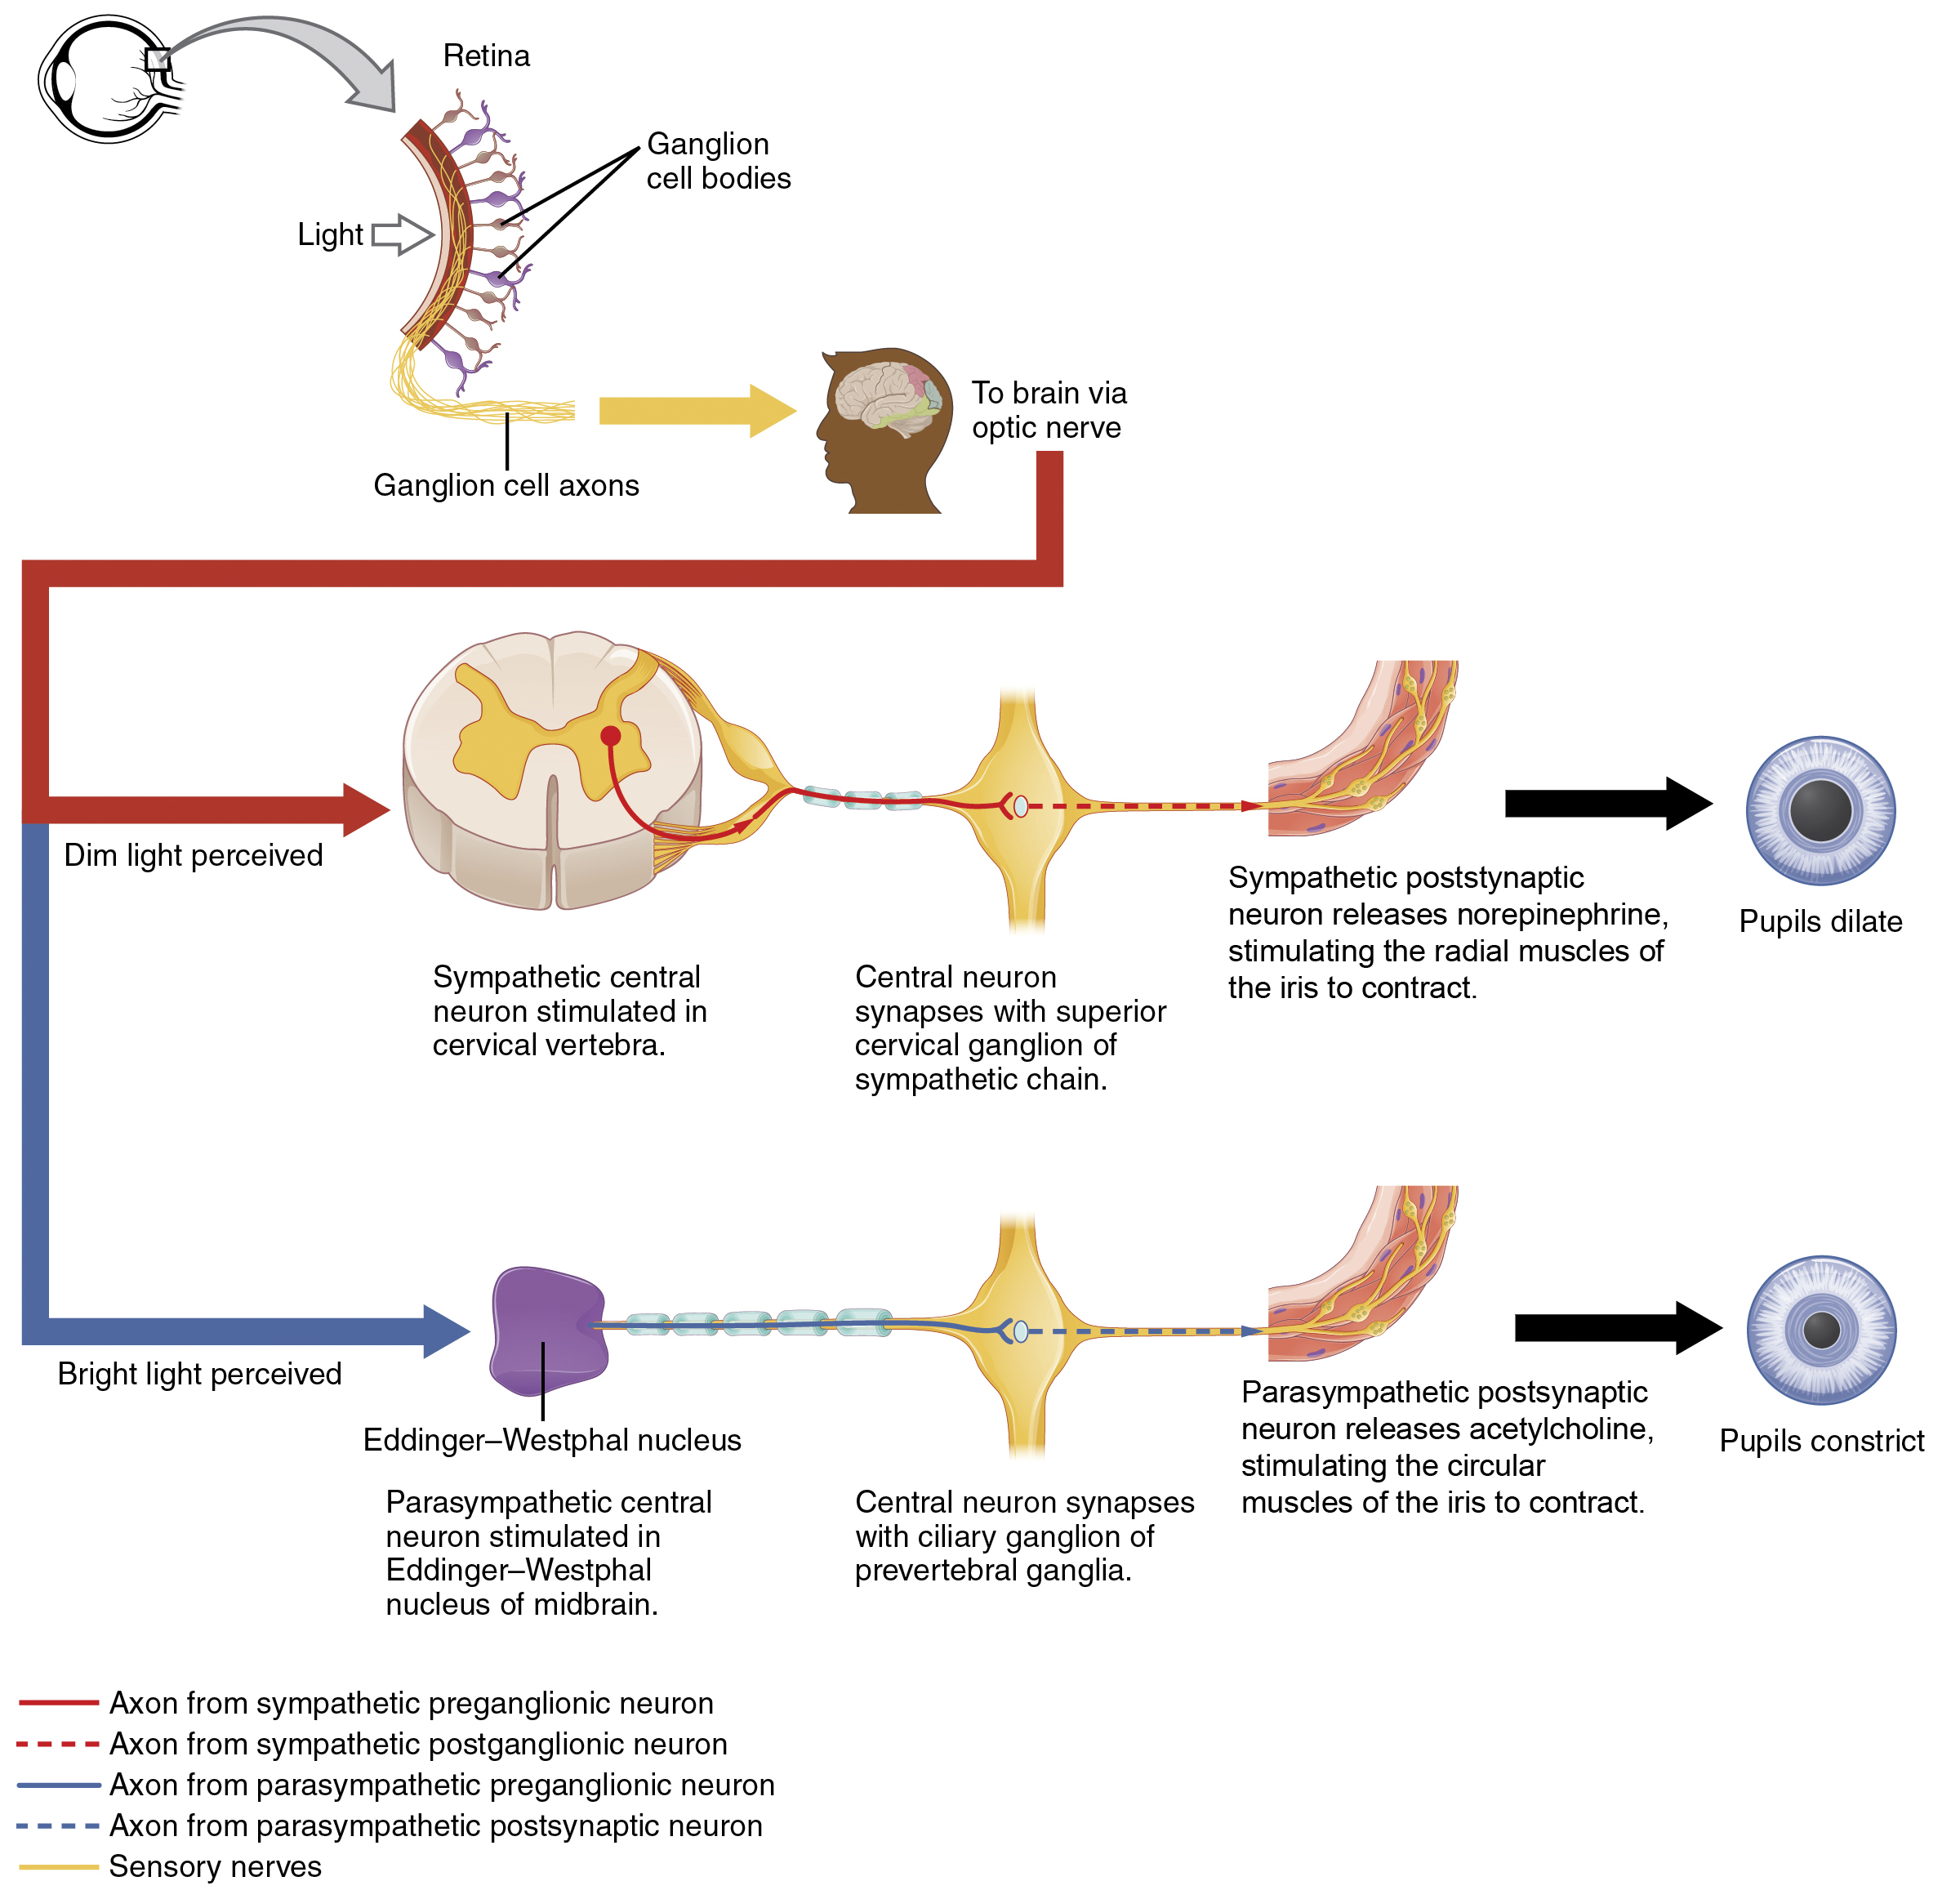 Retina
Ganglion
cell bodies
Light
To brain via
optic nerve
Ganglion cell axons
Dim light perceived
Sympathetic central
neuron stimulated in
cervical vertebra.
Central neuron
synapses with superior
cervical ganglion of
sympathetic chain.
Sympathetic poststynaptic
neuron releases norepinephrine,
stimulating the radial muscles of
the iris to contract.
Pupils dilate
Bright light perceived
Eddinger–Westphal nucleus
Parasympathetic central
neuron stimulated in
Eddinger–Westphal
nucleus of midbrain.
Central neuron synapses
with ciliary ganglion of
prevertebral ganglia.
Parasympathetic postsynaptic
neuron releases acetylcholine,
stimulating the circular
muscles of the iris to contract.
Pupils constrict
Axon from sympathetic preganglionic neuron
Axon from sympathetic postganglionic neuron
Axon from parasympathetic preganglionic neuron
Axon from parasympathetic postsynaptic neuron
Sensory nerves